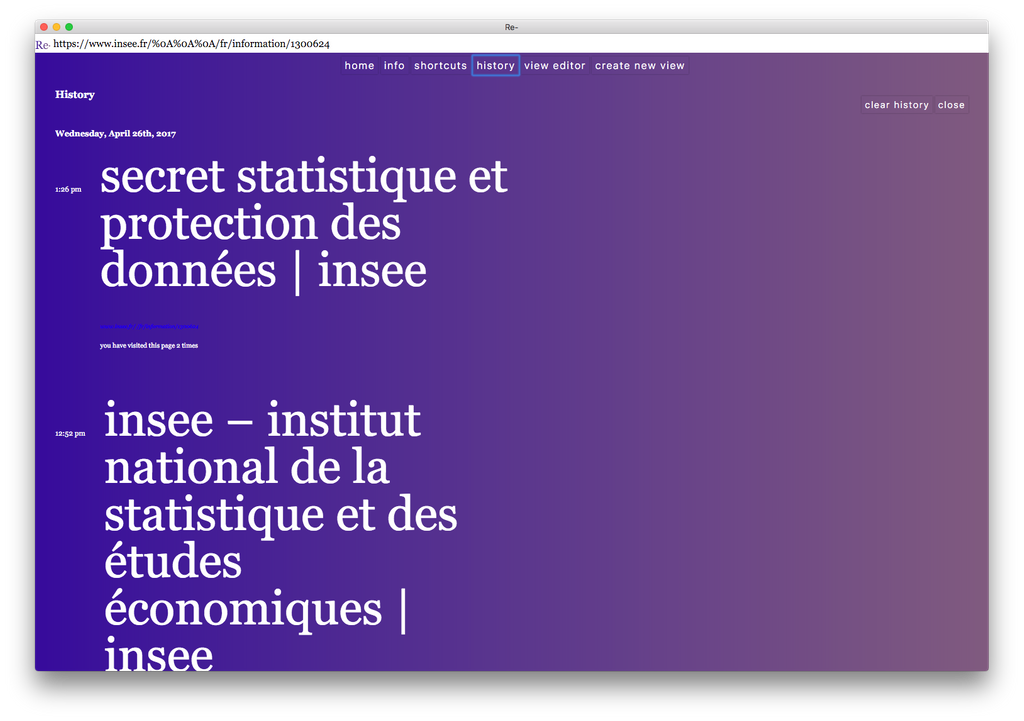 Re-
Re- https://www.insee.fr/%0A%0A%0A/fr/information/1300624
home info shortcuts history view editor create new view
History
clear history close
Wednesday, April 26th, 2017
1:26 pm
secret statistique et
protection des
données | insee
you have visited this page 2 times
12:52 pm
insee – institut
national de la
statistique et des
études
économiques |
insee